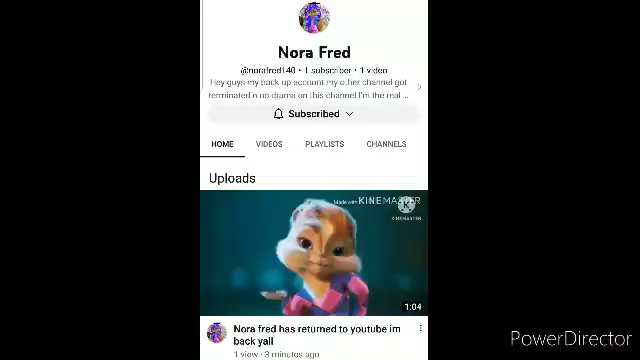 Nora Fred
@norafred140 • 1 subscriber • 1 video
Hey guys my back up account my other channel got
terminated n no drama on this channel I'm the real ...
Subscribed
HOME VIDEOS PLAYLISTS CHANNELS
Uploads
Made with KINEMASTER
KINEMASTER
1:04
Nora fred has returned to youtube im
back yall
1 view · 3 minutes ago
PowerDirector